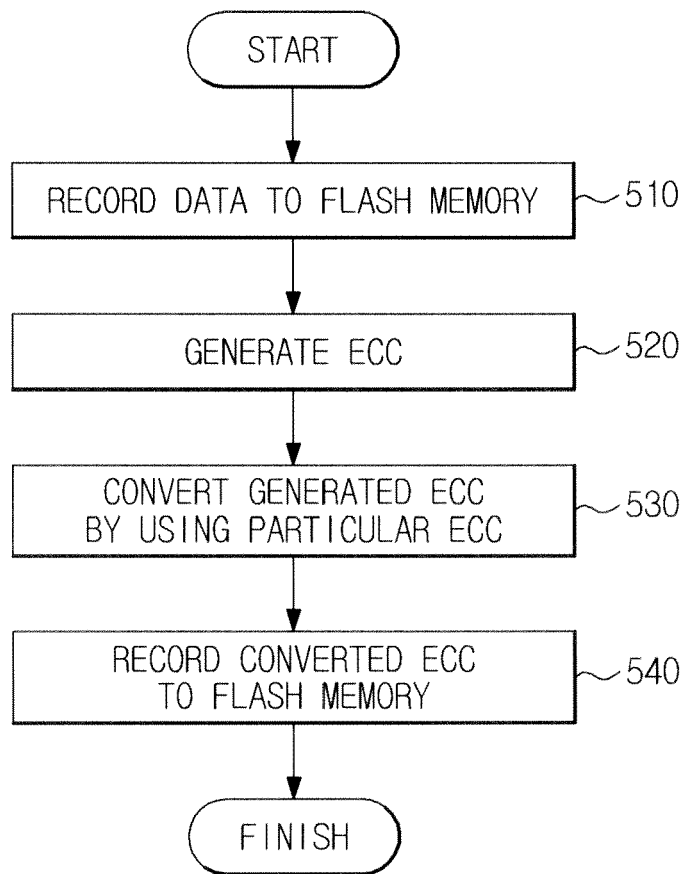 START
RECORD DATA TO FLASH MEMORY
510
GENERATE ECC
520
CONVERT GENERATED ECC
BY USING PARTICULAR ECC
530
RECORD CONVERTED ECC
TO FLASH MEMORY
540
FINISH